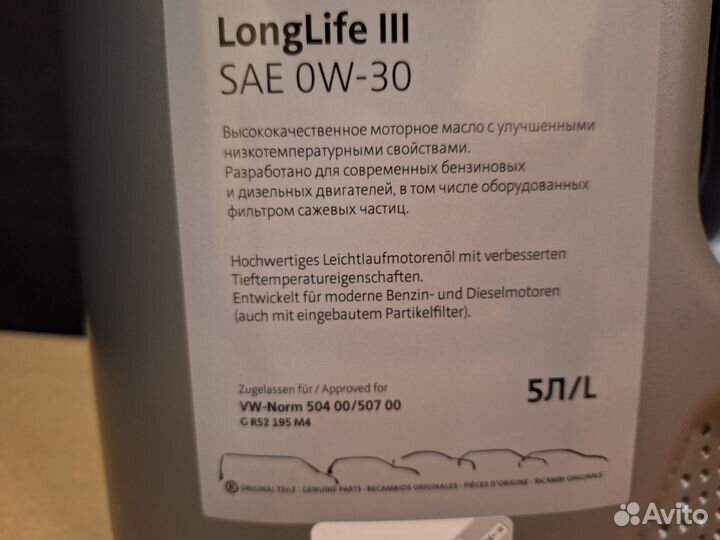 LongLife III
SAE 0W-30
Высококачественное моторное масло с улучшенными
низкотемпературными свойствами.
Разработано для современных бензиновых
и дизельных двигателей, в том числе оборудованных
фильтром сажевых частиц.
Hochwertiges Leichtlaufmotorenöl mit verbesserten
Tieftemperatureigenschaften.
Entwickelt für moderne Benzin- und Dieselmotoren
(auch mit eingebautem Partikelfilter).
Zugelassen für / Approved for
VW-Norm 504 00/507 00
G R52 195 M4
5Л/L
® ORIGINAL TEILE · GENUINE PARTS · RECAMBIOS ORIGINALES · PIÈCES D'ORIGINE · RICAMBI ORIGINALE
Avito